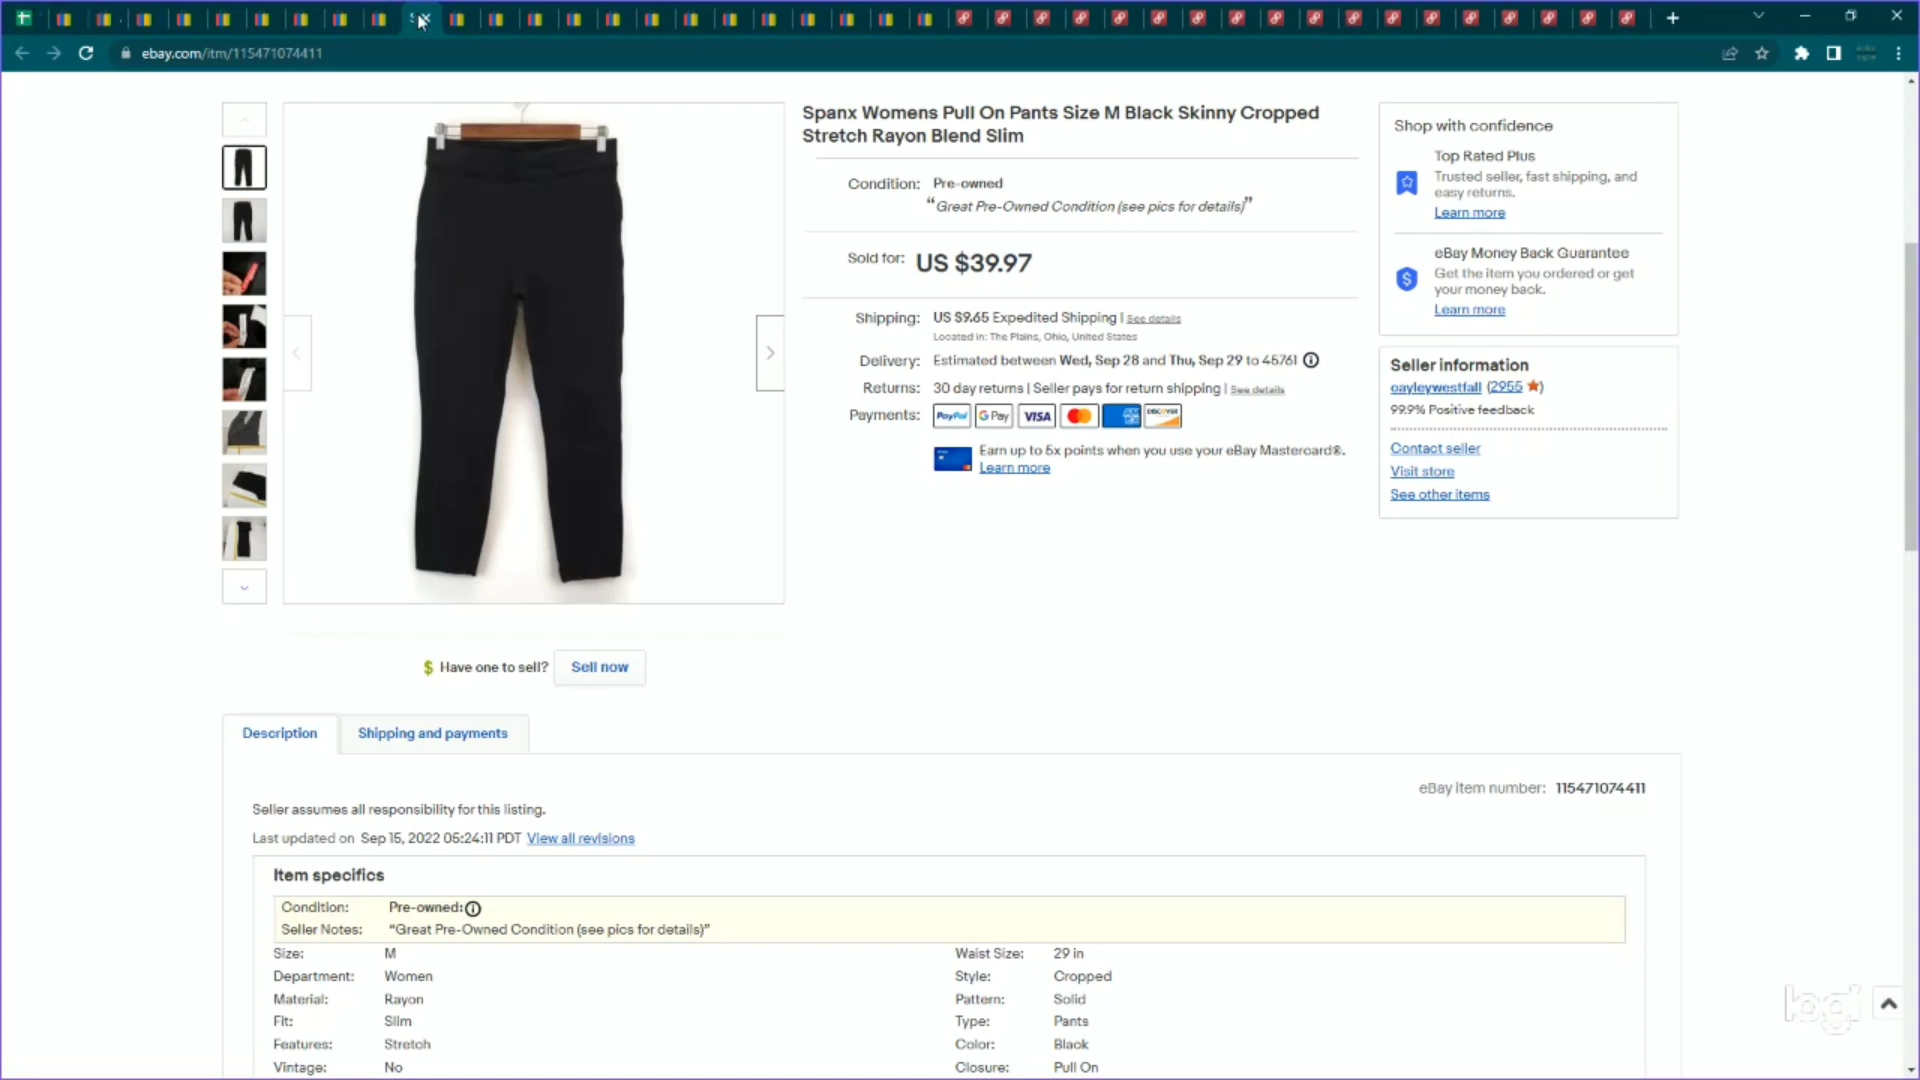 ebay.com/itm/115471074411
Spanx Womens Pull On Pants Size M Black Skinny Cropped
Stretch Rayon Blend Slim
Condition: Pre-owned
“Great Pre-Owned Condition (see pics for details)”
Sold for: US $39.97
Shipping: US $9.65 Expedited Shipping | See details
Located in: The Plains, Ohio, United States
Delivery: Estimated between Wed, Sep 28 and Thu, Sep 29 to 45761
Returns: 30 day returns | Seller pays for return shipping | See details
Payments: PayPal G Pay VISA DISCOVER
Earn up to 5x points when you use your eBay Mastercard®.
Learn more
Shop with confidence
Top Rated Plus
Trusted seller, fast shipping, and
easy returns.
Learn more
eBay Money Back Guarantee
Get the item you ordered or get
your money back.
Learn more
Seller information
cayleywestfall (2955)
99.9% Positive feedback
Contact seller
Visit store
See other items
$ Have one to sell? Sell now
Description Shipping and payments
eBay item number: 115471074411
Seller assumes all responsibility for this listing.
Last updated on Sep 15, 2022 05:24:11 PDT View all revisions
Item specifics
Condition: Pre-owned:
Seller Notes: “Great Pre-Owned Condition (see pics for details)”
Size: M Waist Size: 29 in
Department: Women Style: Cropped
Material: Rayon Pattern: Solid
Fit: Slim Type: Pants
Features: Stretch Color: Black
Vintage: No Closure: Pull On
logi